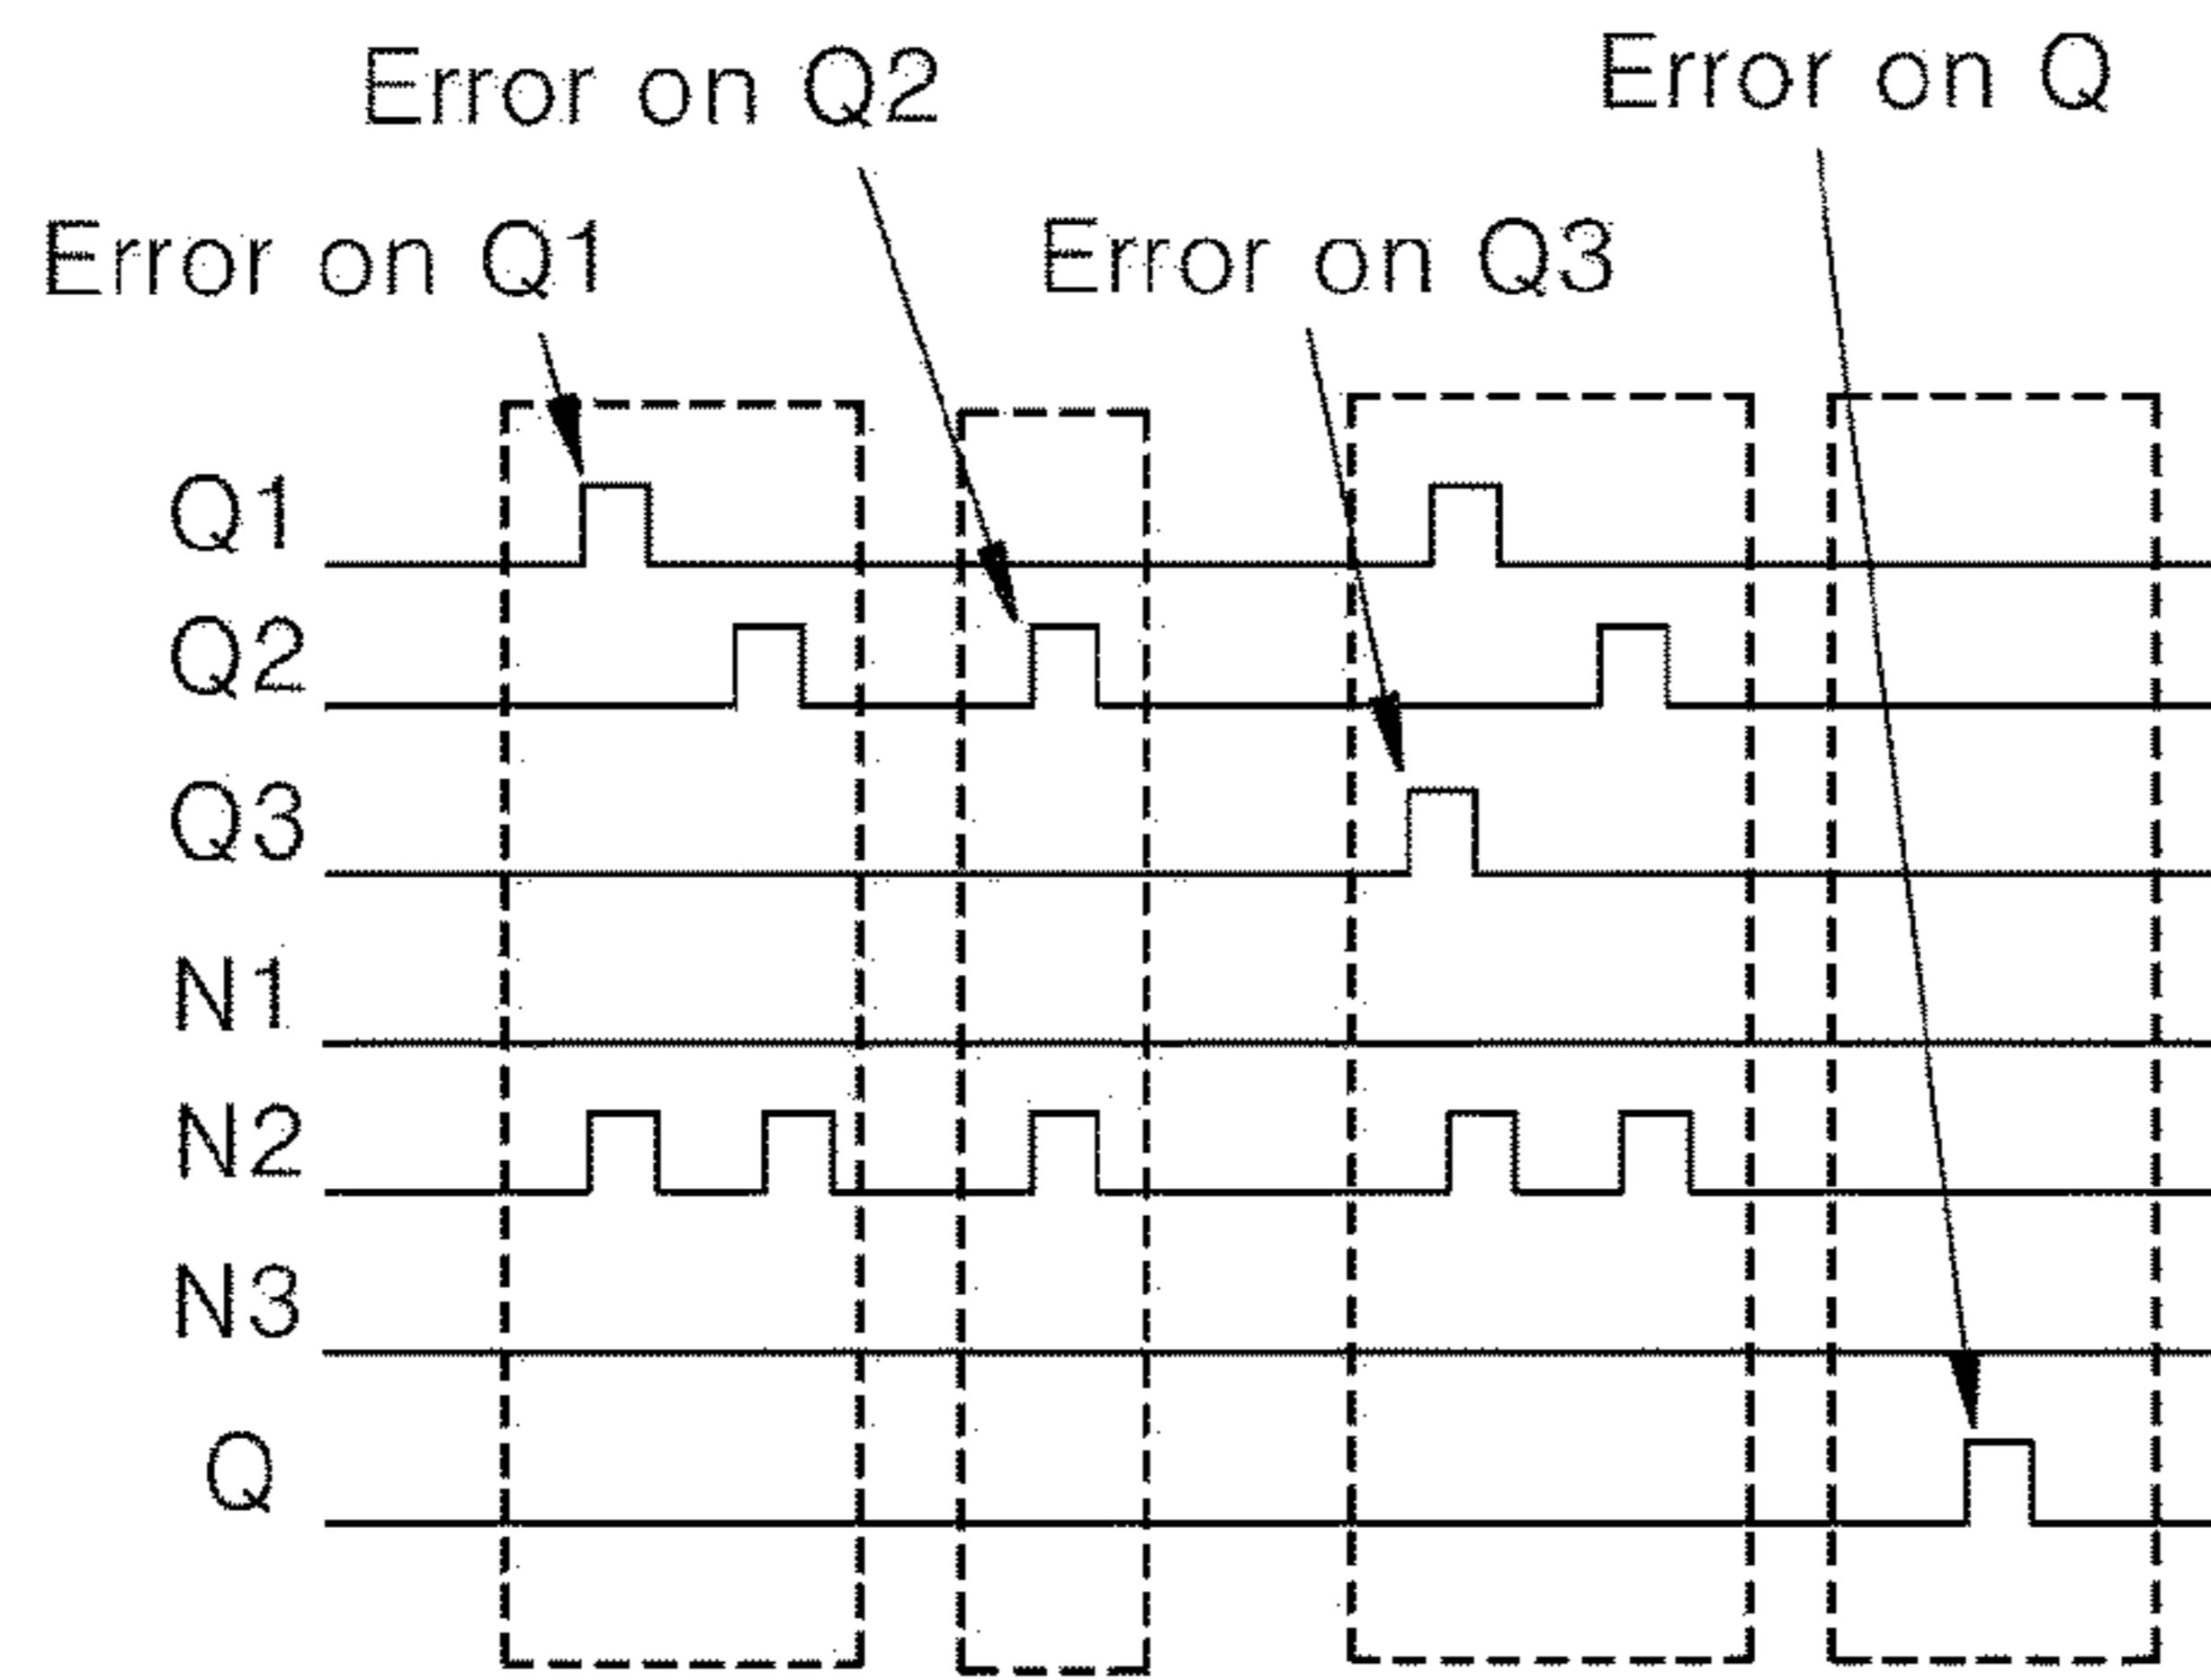 Error on Q2
Error on Q
Error on Q1
Error on Q3
Q1
Q2
Q3
N1
N2
N3
Q